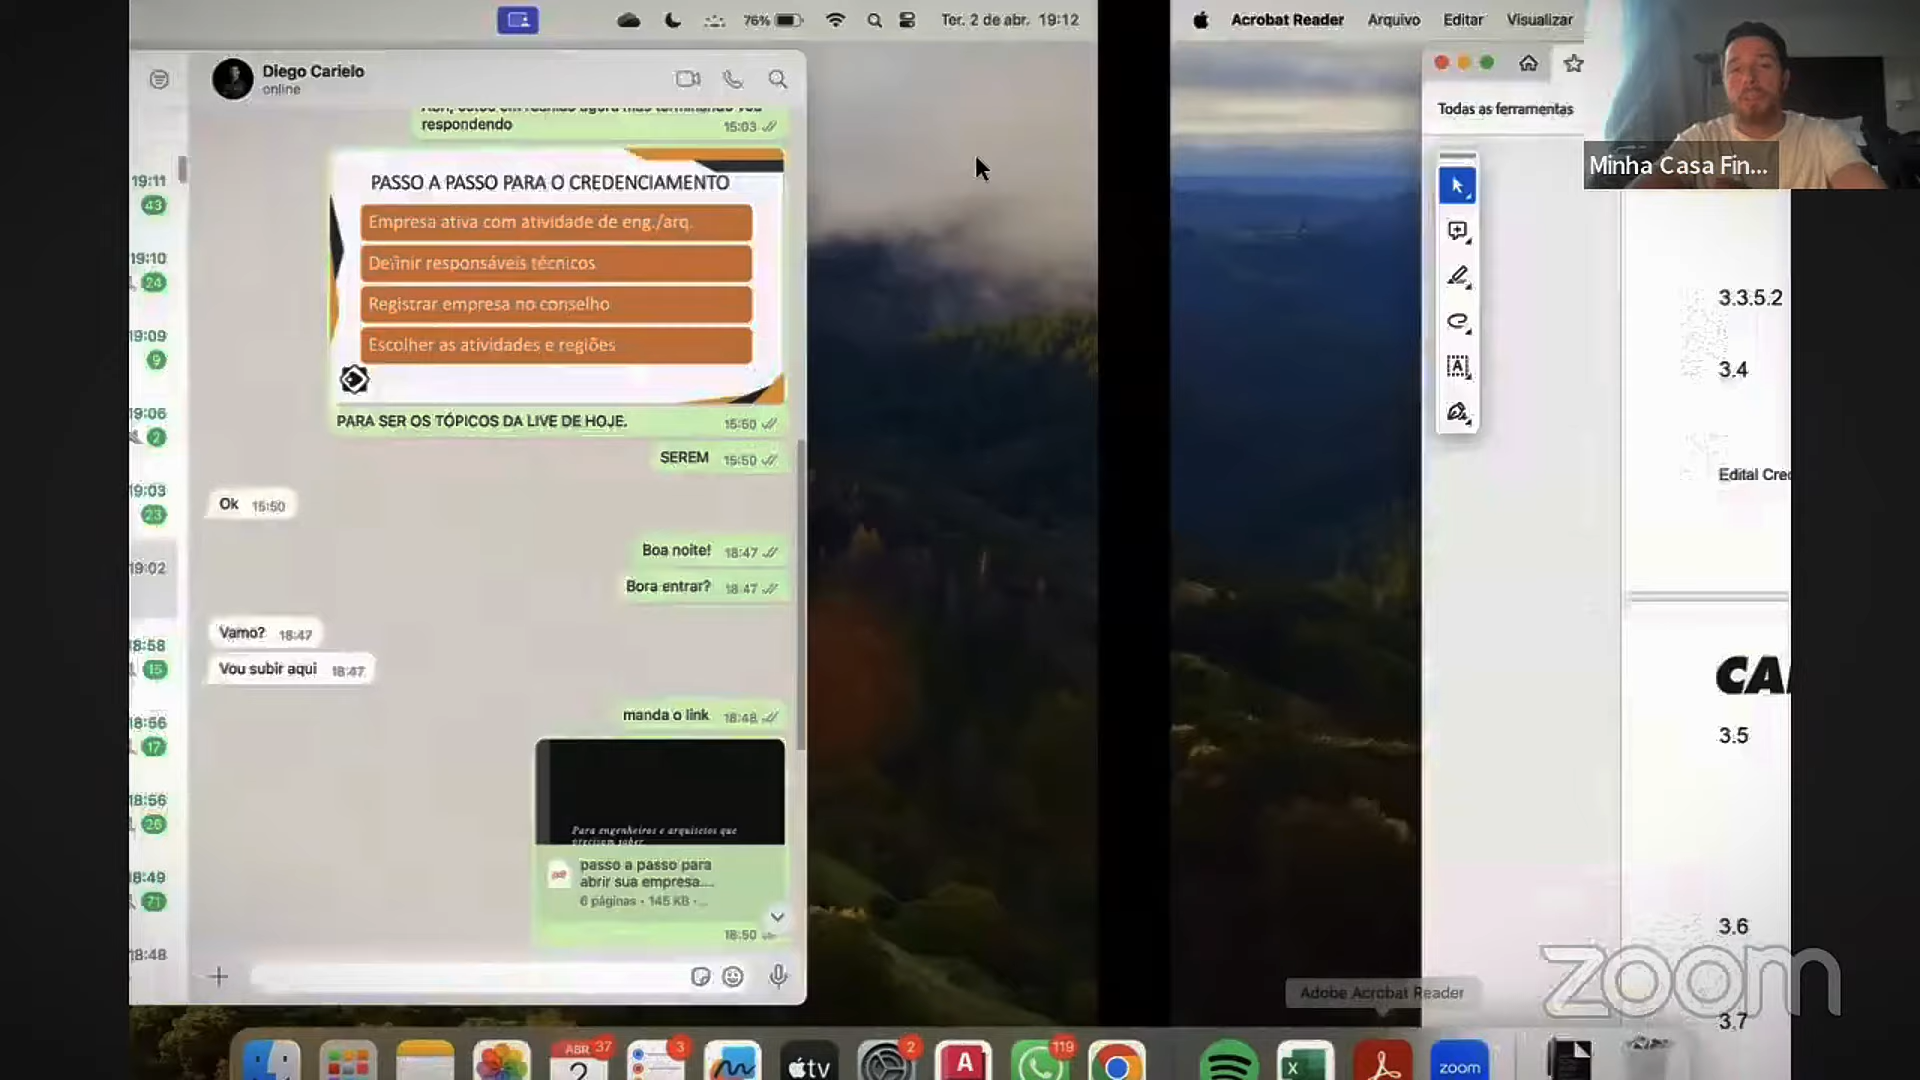 76%
Ter. 2 de abr. 19:12
Acrobat Reader Arquivo Editar Visualizar
Diego Carielo
online
respondendo
15:03
PASSO A PASSO PARA O CREDENCIAMENTO
Empresa ativa com atividade de eng./arq.
Definir responsáveis técnicos
Registrar empresa no conselho
Escolher as atividades e regiões
PARA SER OS TÓPICOS DA LIVE DE HOJE.
15:50
SEREM 15:50
Ok 15:50
Boa noite! 18:47
Bora entrar? 18:47
Vamo? 18:47
Vou subir aqui 18:47
manda o link 18:48
Para engenheiros e arquitetos que
precisam saber
passo a passo para
abrir sua empresa....
6 páginas • 145 KB •...
18:50
19:11
43
19:10
24
19:09
9
19:06
2
19:03
23
19:02
18:58
15
18:56
17
18:56
26
18:49
71
18:48
Todas as ferramentas
Minha Casa Fin...
3.3.5.2
3.4
Edital Cred
CAI
3.5
3.6
3.7
Adobe Acrobat Reader
zoom
ABR 37
2
3
tv
2
A
119
X
zoom